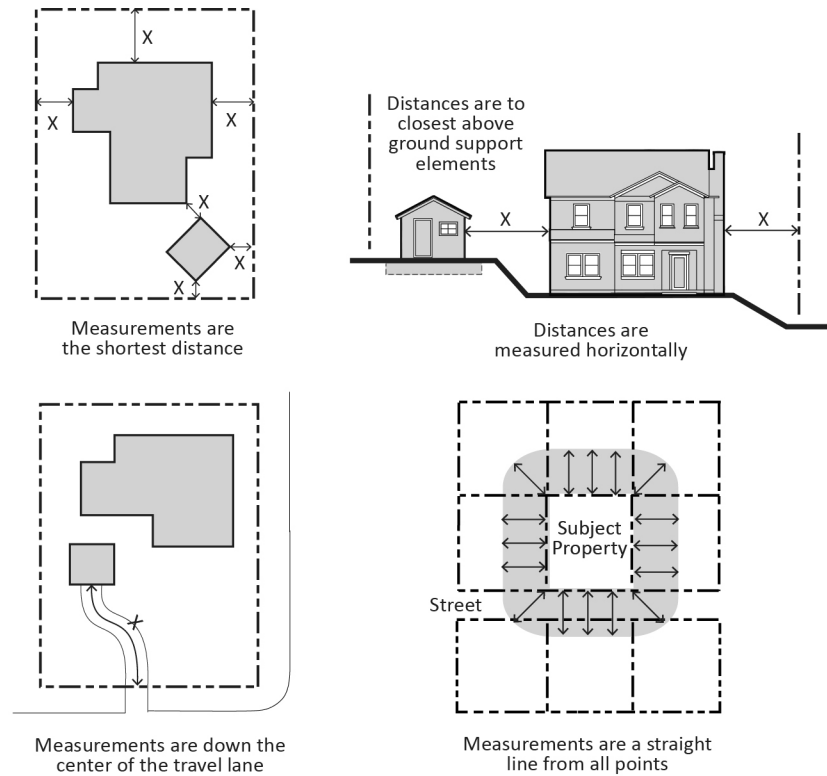 X
X
X
X
X
X
Measurements are
the shortest distance
Distances are to
closest above
ground support
elements
X
X
Distances are
measured horizontally
X
Measurements are down the
center of the travel lane
Subject
Property
Street
Measurements are a straight
line from all points